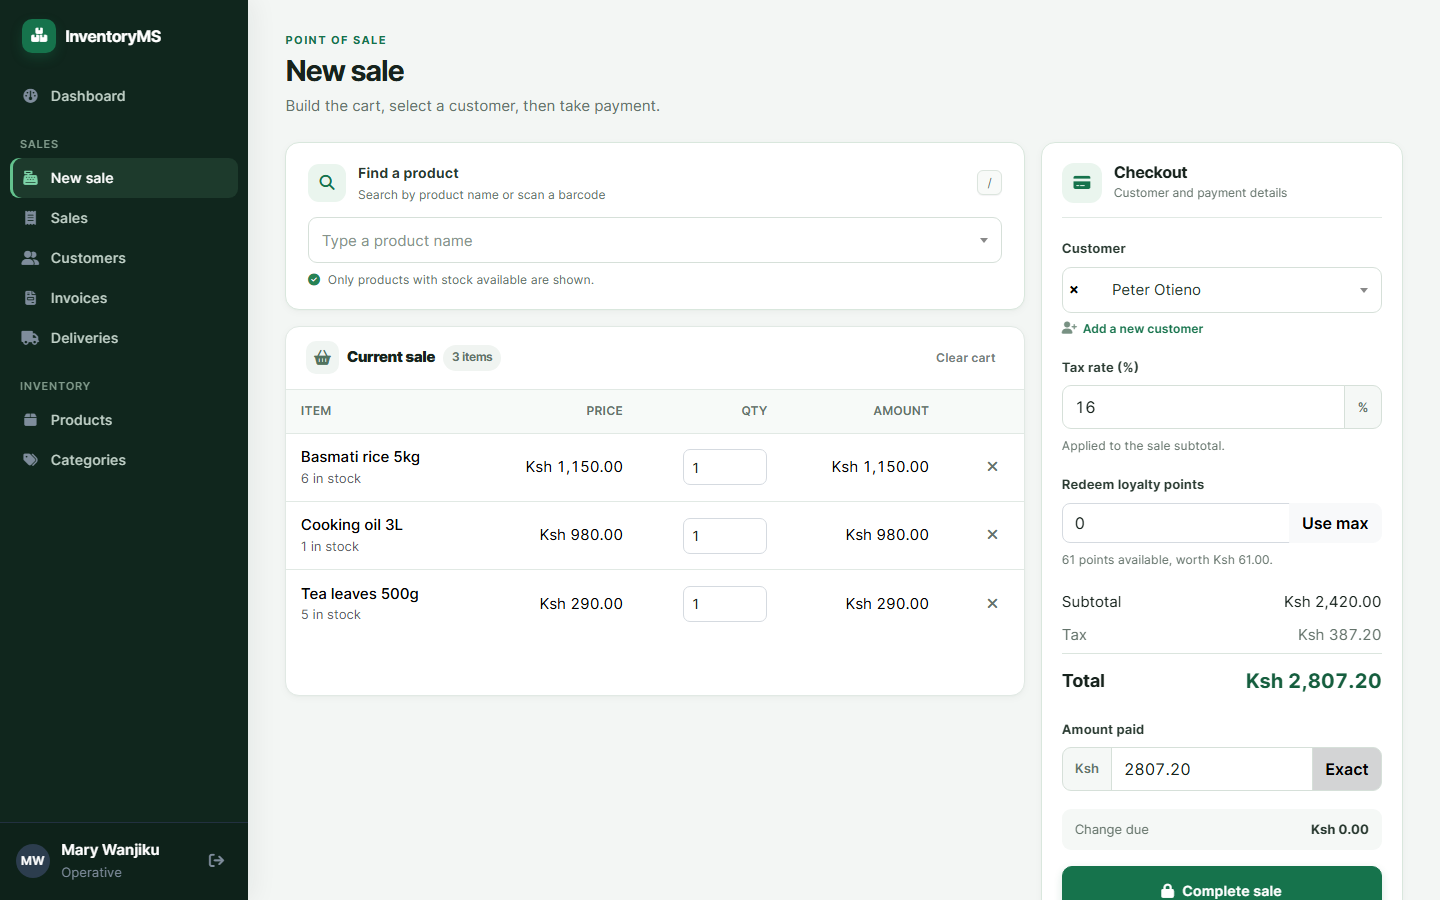 InventoryMS
Dashboard
SALES
New sale
Sales
Customers
Invoices
Deliveries
INVENTORY
Products
Categories
MW
Mary Wanjiku
Operative
POINT OF SALE
New sale
Build the cart, select a customer, then take payment.
Find a product
Search by product name or scan a barcode
/
Type a product name
Only products with stock available are shown.
Current sale 3 items Clear cart
ITEM PRICE QTY AMOUNT
Basmati rice 5kg
6 in stock
Ksh 1,150.00 1 Ksh 1,150.00 ×
Cooking oil 3L
1 in stock
Ksh 980.00 1 Ksh 980.00 ×
Tea leaves 500g
5 in stock
Ksh 290.00 1 Ksh 290.00 ×
Checkout
Customer and payment details
Customer
× Peter Otieno
Add a new customer
Tax rate (%)
16 %
Applied to the sale subtotal.
Redeem loyalty points
0 Use max
61 points available, worth Ksh 61.00.
Subtotal Ksh 2,420.00
Tax Ksh 387.20
Total Ksh 2,807.20
Amount paid
Ksh 2807.20 Exact
Change due Ksh 0.00
Complete sale